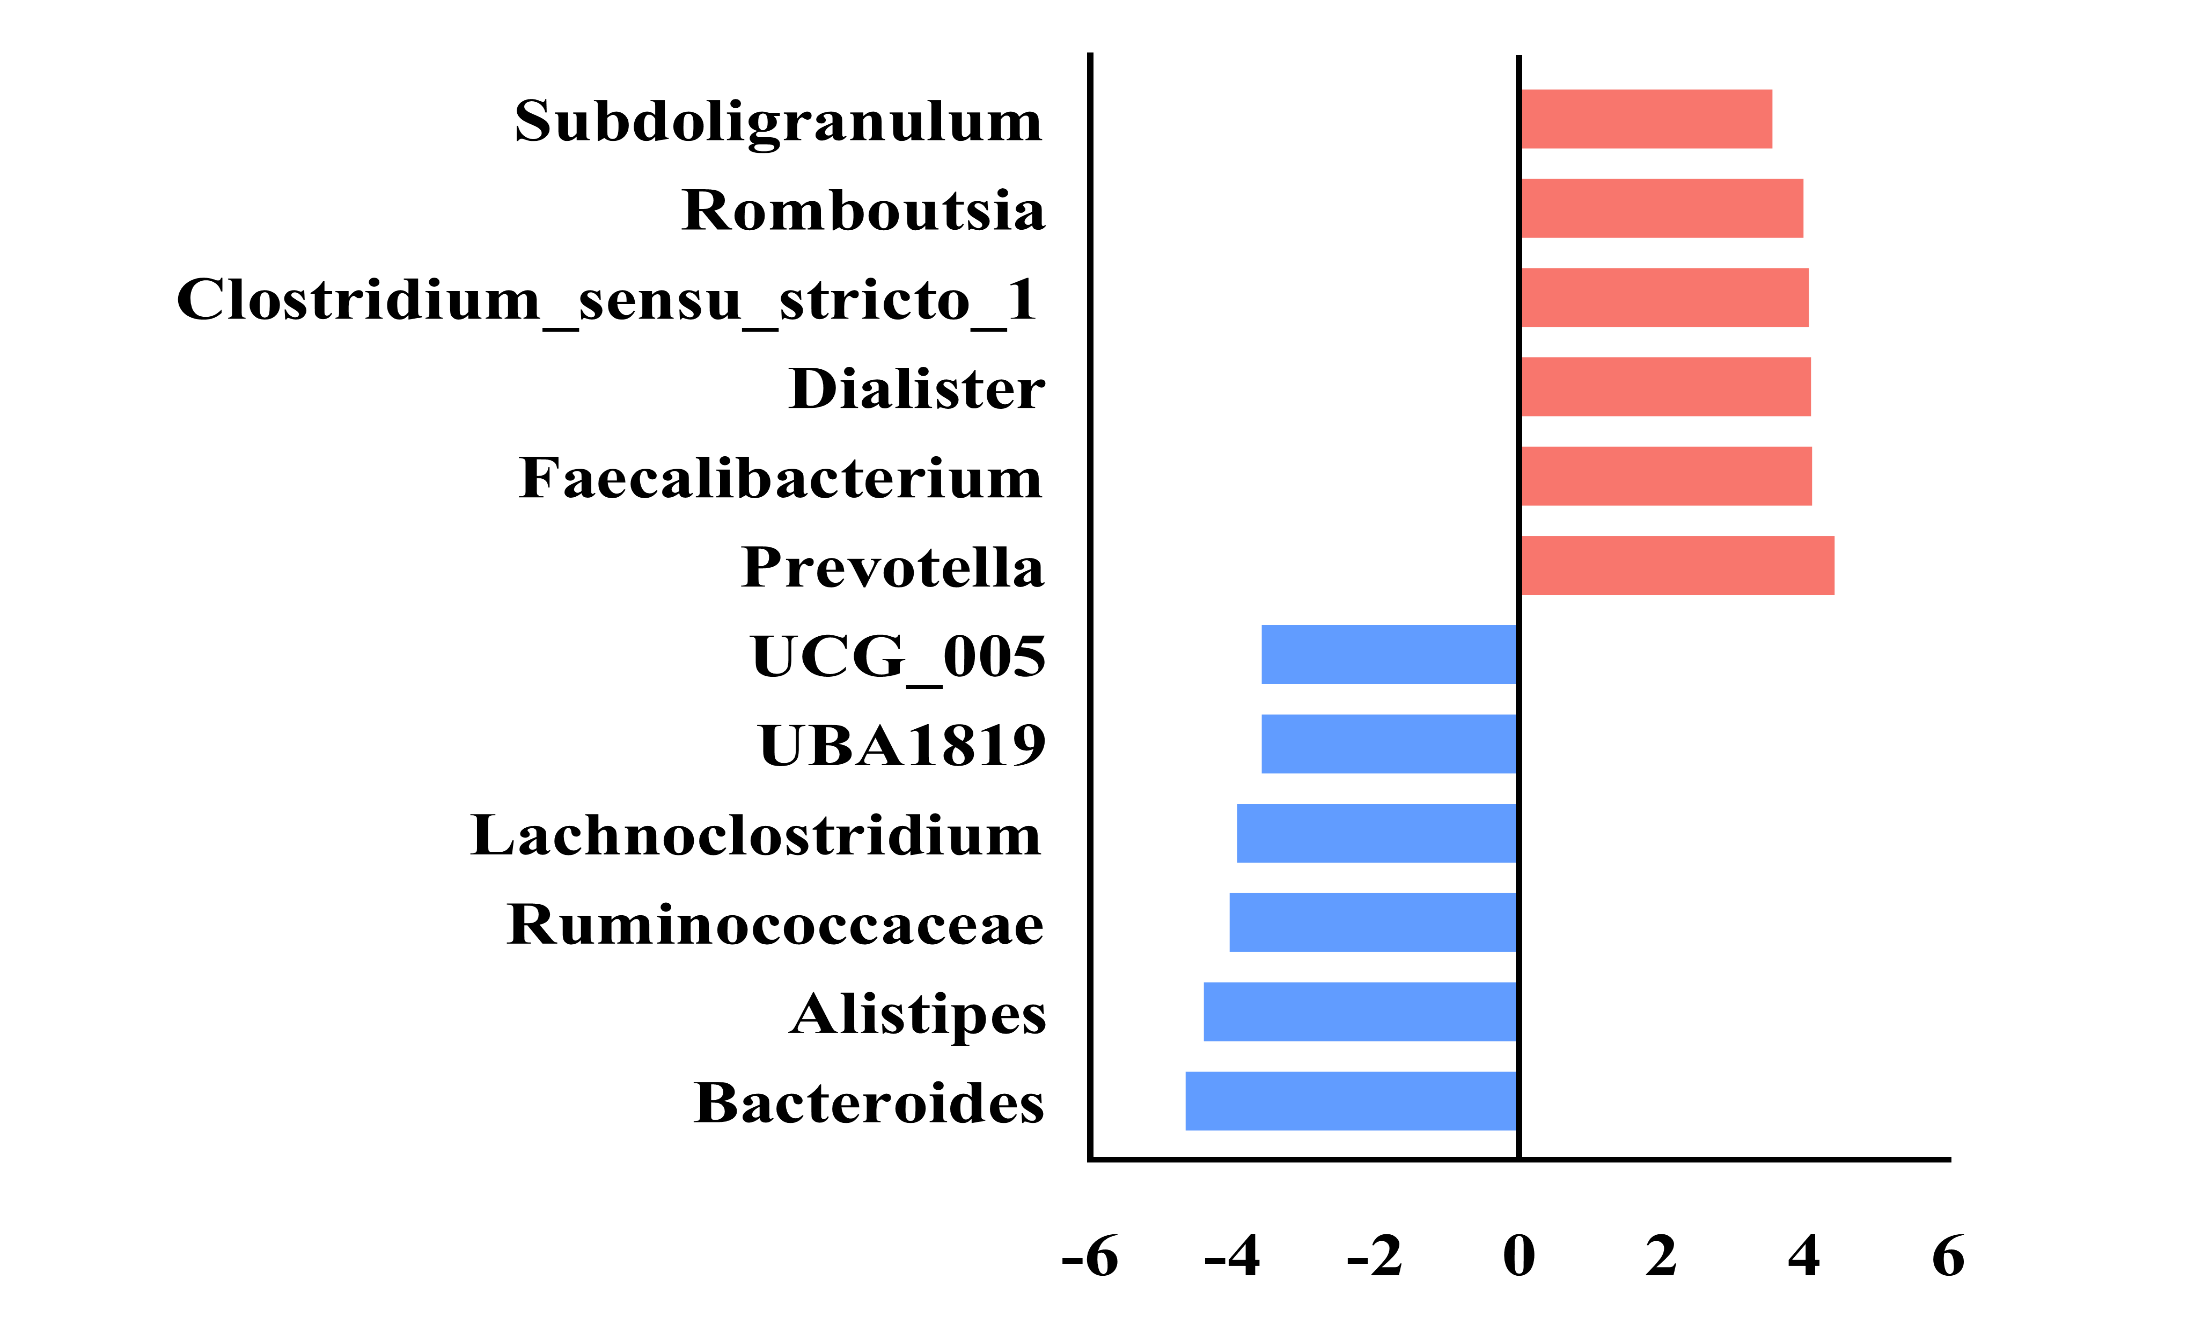 Subdoligranulum
Romboutsia
Clostridium_sensu_stricto_1
Dialister
Faecalibacterium
Prevotella
UCG_005
UBA1819
Lachnoclostridium
Ruminococcaceae
Alistipes
Bacteroides
-6 -4 -2 0 2 4 6